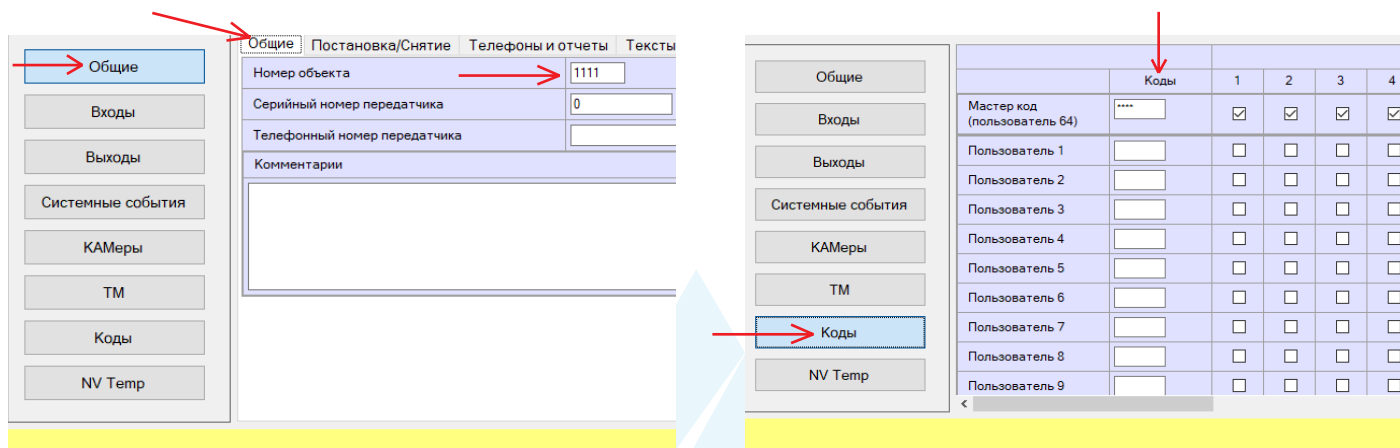 Общие
Входы
Выходы
Системные события
КАМеры
ТМ
Коды
NV Temp
Общие Постановка/Снятие Телефоны и отчеты Тексты
Номер объекта 1111
Серийный номер передатчика 0
Телефонный номер передатчика
Комментарии
Общие
Входы
Выходы
Системные события
КАМеры
ТМ
Коды
NV Temp
Коды 1 2 3 4
Мастер код
(пользователь 64) ****
Пользователь 1
Пользователь 2
Пользователь 3
Пользователь 4
Пользователь 5
Пользователь 6
Пользователь 7
Пользователь 8
Пользователь 9